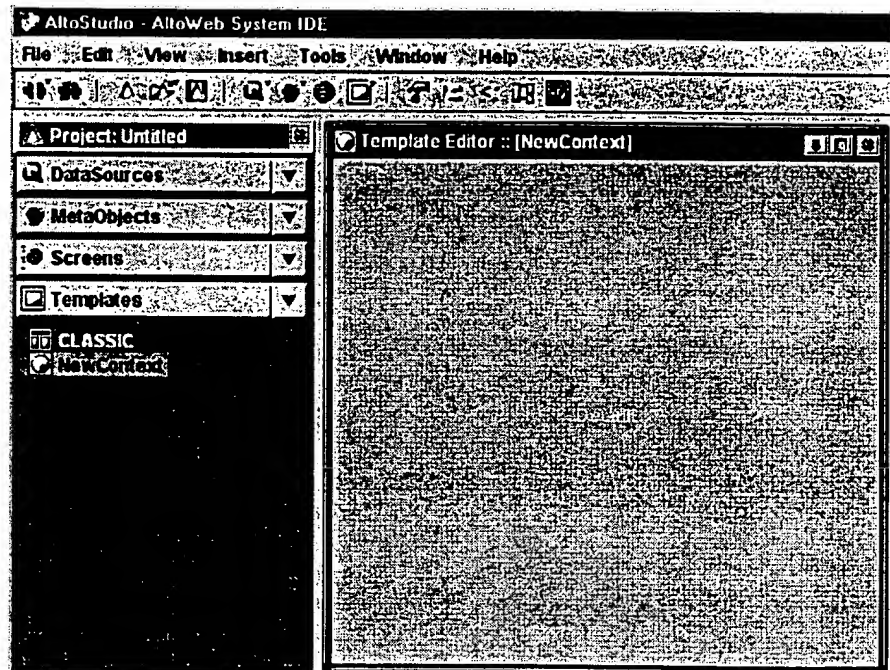 AltoStudio - AltoWeb System IDE
File Edit View Insert Tools Window Help
Project: Untitled
DataSources
MetaObjects
Screens
Templates
CLASSIC
NewContext
Template Editor :: [NewContext]